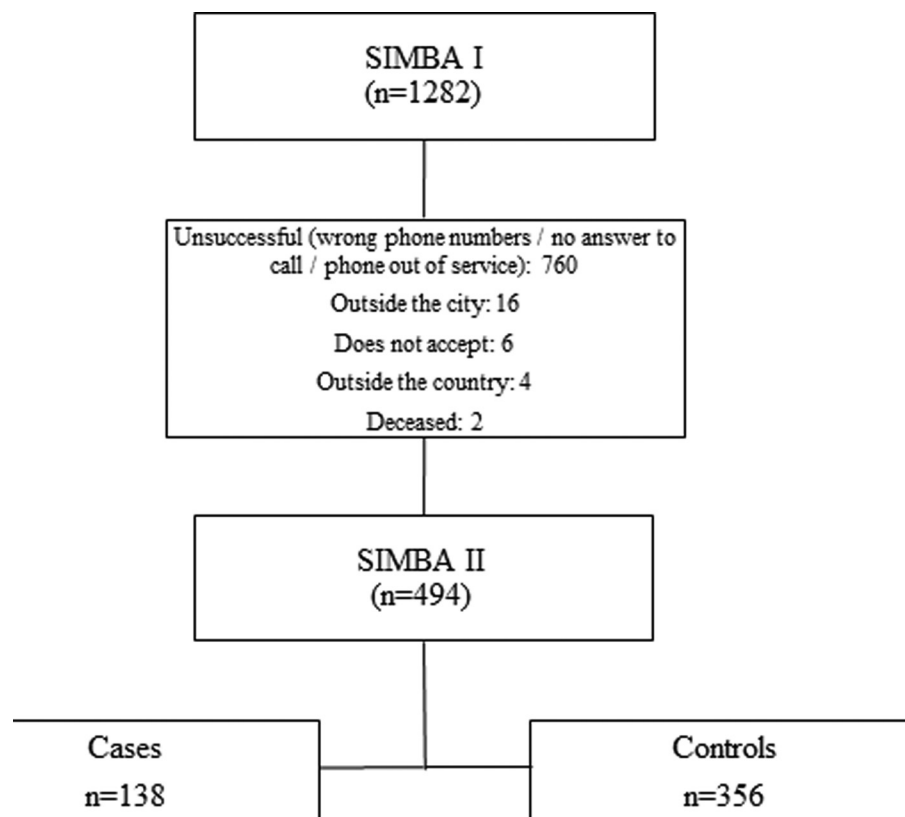 SIMBA I
(n=1282)
Unsuccessful (wrong phone numbers / no answer to
call / phone out of service): 760
Outside the city: 16
Does not accept: 6
Outside the country: 4
Deceased: 2
SIMBA II
(n=494)
Cases
n=138
Controls
n=356